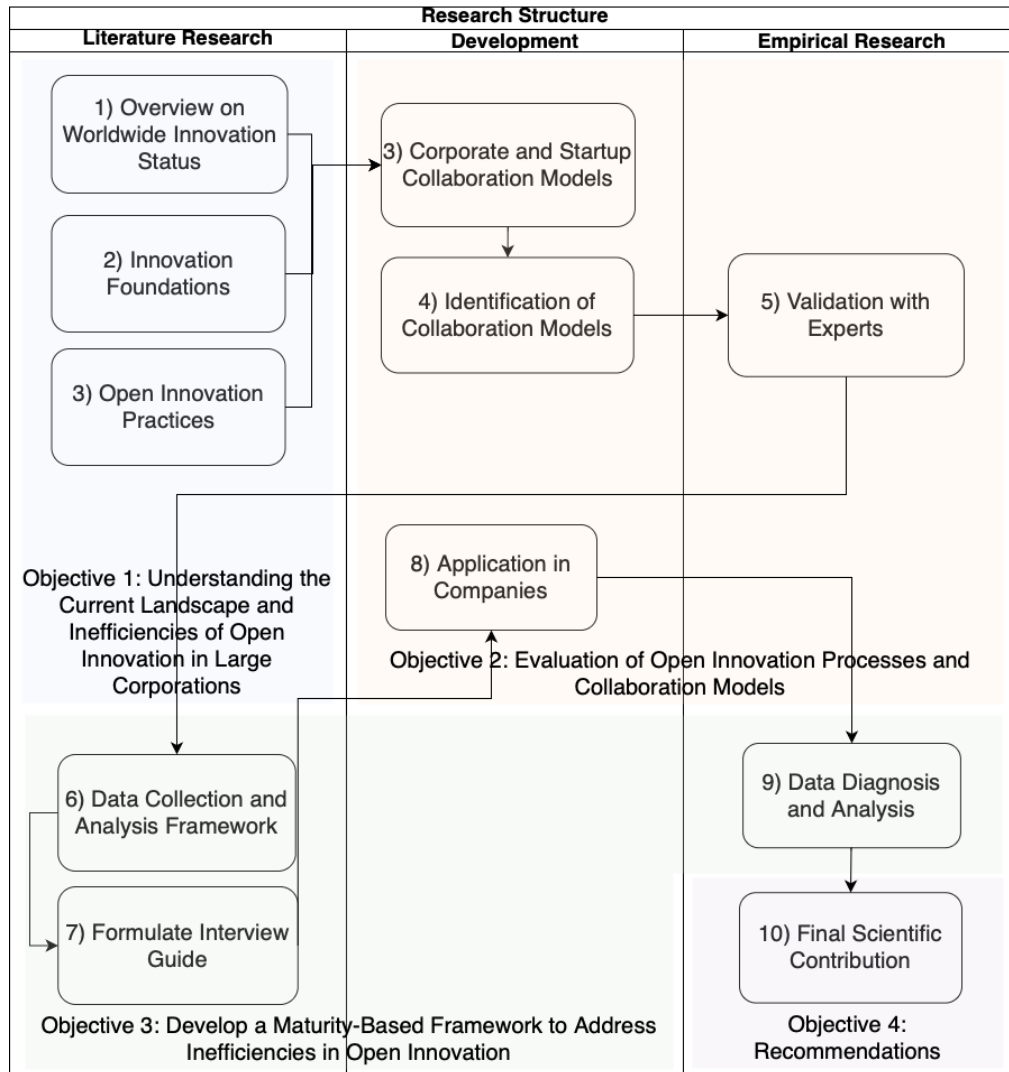 Research Structure
Literature Research
Development
Empirical Research
1) Overview on
Worldwide Innovation
Status
2) Innovation
Foundations
3) Open Innovation
Practices
3) Corporate and Startup
Collaboration Models
4) Identification of
Collaboration Models
5) Validation with
Experts
Objective 1: Understanding the
Current Landscape and
Inefficiencies of Open
Innovation in Large
Corporations
8) Application in
Companies
Objective 2: Evaluation of Open Innovation Processes and
Collaboration Models
6) Data Collection and
Analysis Framework
7) Formulate Interview
Guide
Objective 3: Develop a Maturity-Based Framework to Address
Inefficiencies in Open Innovation
9) Data Diagnosis
and Analysis
10) Final Scientific
Contribution
Objective 4:
Recommendations